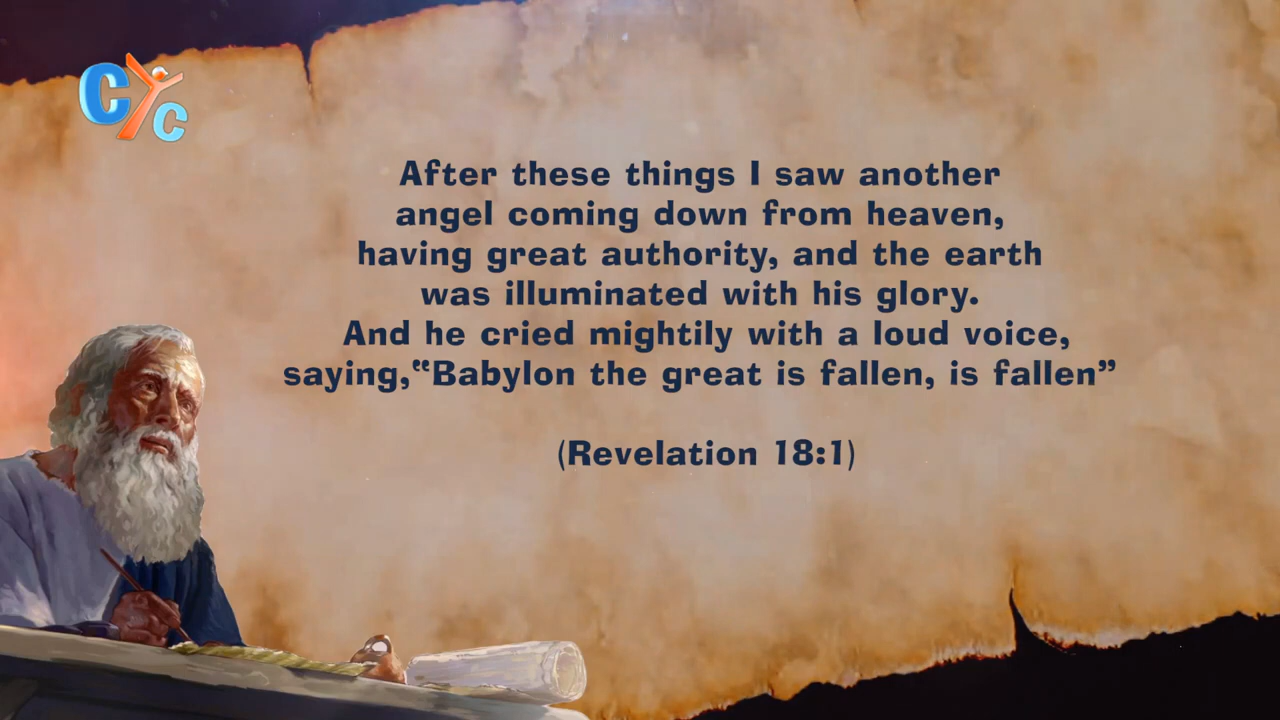 CYC
After these things I saw another
angel coming down from heaven,
having great authority, and the earth
was illuminated with his glory.
And he cried mightily with a loud voice,
saying,“Babylon the great is fallen, is fallen”
(Revelation 18:1)